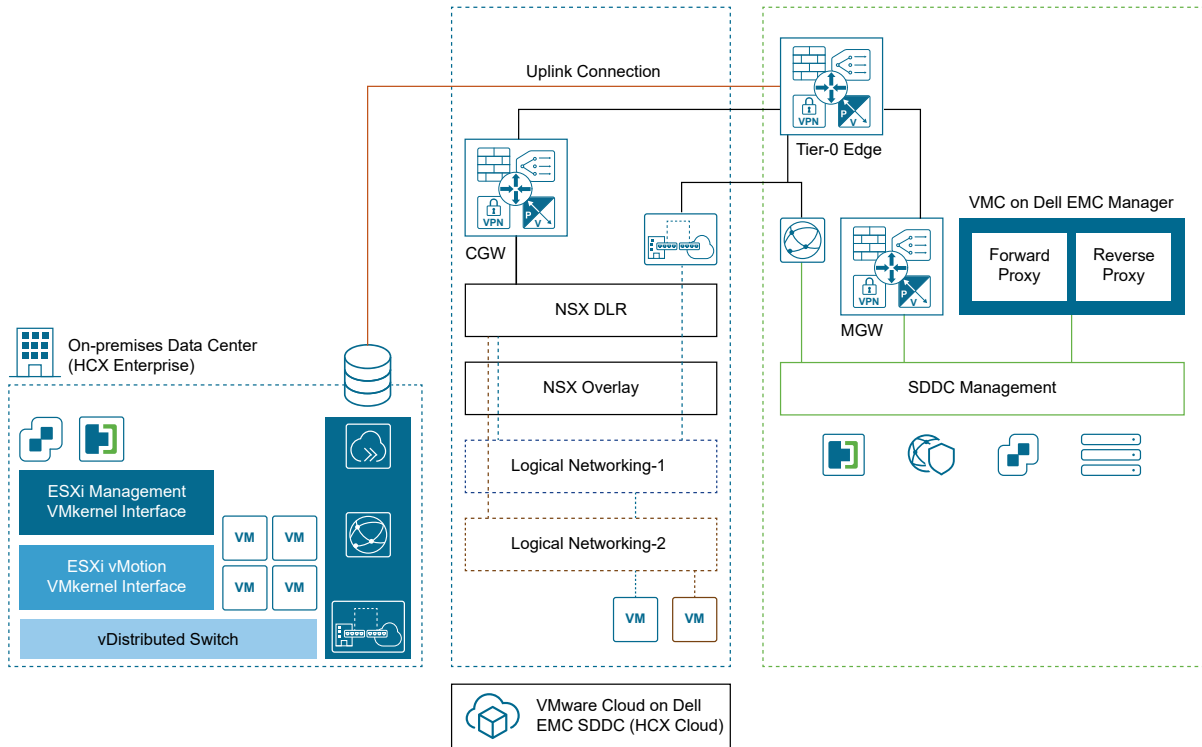 Uplink Connection
VPN
P
V
Tier-0 Edge
VPN
P
V
CGW
VMC on Dell EMC Manager
Forward
Proxy
Reverse
Proxy
VPN
P
V
MGW
NSX DLR
On-premises Data Center
(HCX Enterprise)
NSX Overlay
SDDC Management
Logical Networking-1
ESXi Management
VMkernel Interface
VM
VM
Logical Networking-2
ESXi vMotion
VMkernel Interface
VM
VM
VM
VM
vDistributed Switch
VMware Cloud on Dell
EMC SDDC (HCX Cloud)